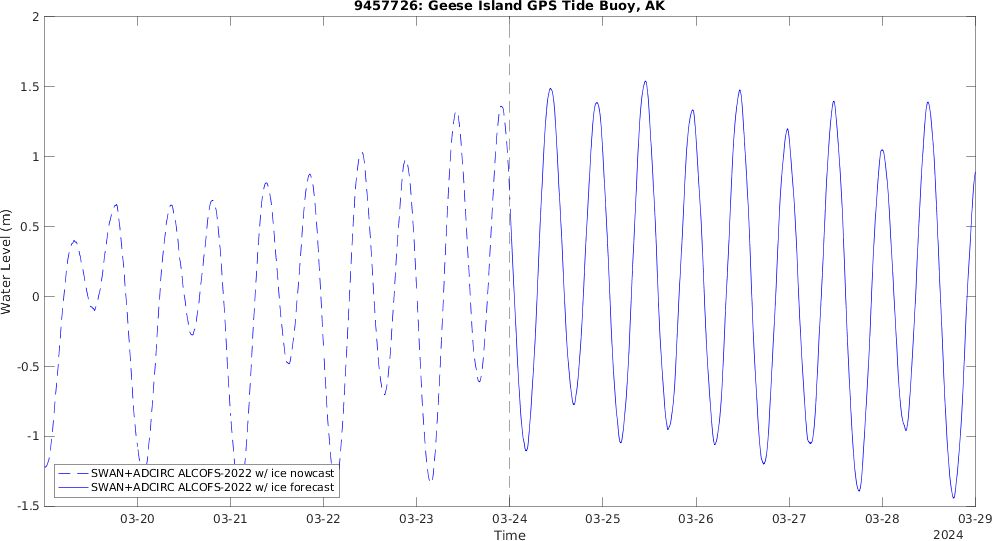 9457726: Geese Island GPS Tide Buoy, AK
2
1.5
1
0.5
0
-0.5
-1
-1.5
Water Level (m)
SWAN+ADCIRC ALCOFS-2022 w/ ice nowcast
SWAN+ADCIRC ALCOFS-2022 w/ ice forecast
03-20 03-21 03-22 03-23 03-24 03-25 03-26 03-27 03-28 03-29
Time
2024